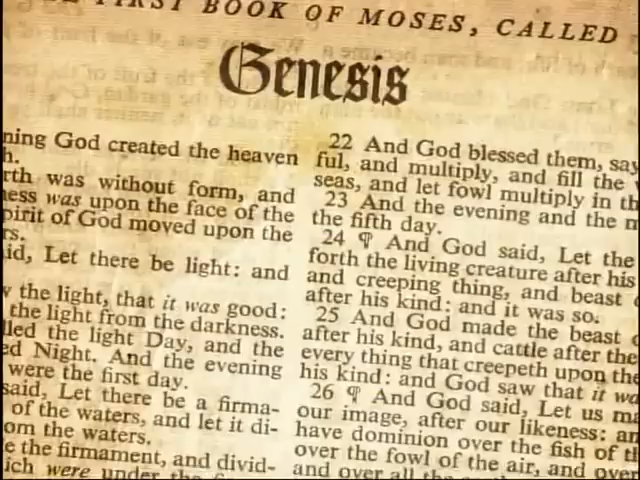 FIRST BOOK OF MOSES, CALLED
Genesis
ning God created the heaven
h.
rth was without form, and
ness was upon the face of the
pirit of God moved upon the
rs.
id, Let there be light: and
w the light, that it was good:
the light from the darkness.
lled the light Day, and the
ed Night. And the evening
were the first day.
said, Let there be a firma-
of the waters, and let it di-
om the waters.
e the firmament, and divid-
ich were under the
22 And God blessed them, say
ful, and multiply, and fill the
seas, and let fowl multiply in th
23 And the evening and the m
the fifth day.
24 ¶ And God said, Let the
forth the living creature after his
and creeping thing, and beast
after his kind: and it was so.
25 And God made the beast
after his kind, and cattle after the
every thing that creepeth upon the
his kind: and God saw that it wa
26 ¶ And God said, Let us ma
our image, after our likeness: an
have dominion over the fish of th
over the fowl of the air, and over
and over all the